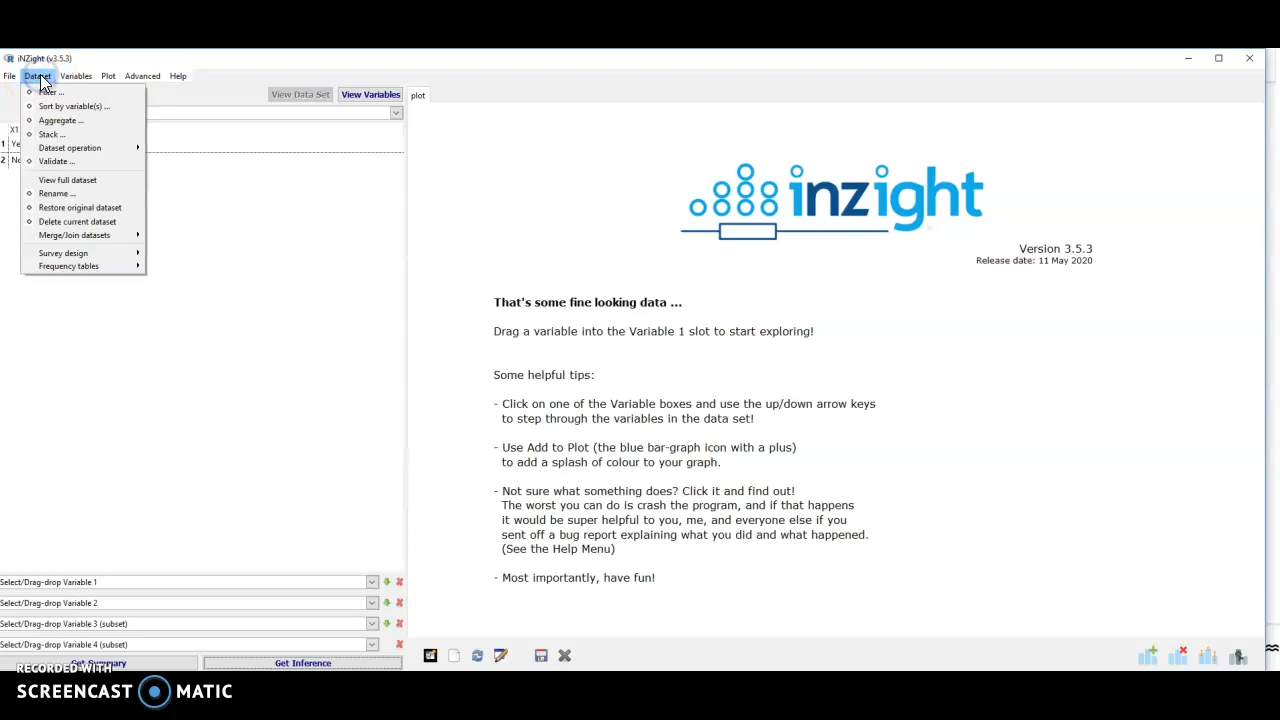 iNZight (v3.5.3)
File Dataset Variables Plot Advanced Help
View Data Set View Variables plot
Sort by variable(s) ...
Aggregate ...
Stack ...
Dataset operation
Validate ...
View full dataset
Rename ...
Restore original dataset
Delete current dataset
Merge/Join datasets
Survey design
Frequency tables
X1
1
2
inzight
Version 3.5.3
Release date: 11 May 2020
That's some fine looking data ...
Drag a variable into the Variable 1 slot to start exploring!
Some helpful tips:
- Click on one of the Variable boxes and use the up/down arrow keys
to step through the variables in the data set!
- Use Add to Plot (the blue bar-graph icon with a plus)
to add a splash of colour to your graph.
- Not sure what something does? Click it and find out!
The worst you can do is crash the program, and if that happens
it would be super helpful to you, me, and everyone else if you
sent off a bug report explaining what you did and what happened.
(See the Help Menu)
- Most importantly, have fun!
Select/Drag-drop Variable 1
Select/Drag-drop Variable 2
Select/Drag-drop Variable 3 (subset)
Select/Drag-drop Variable 4 (subset)
Get Summary Get Inference
RECORDED WITH
SCREENCAST MATIC